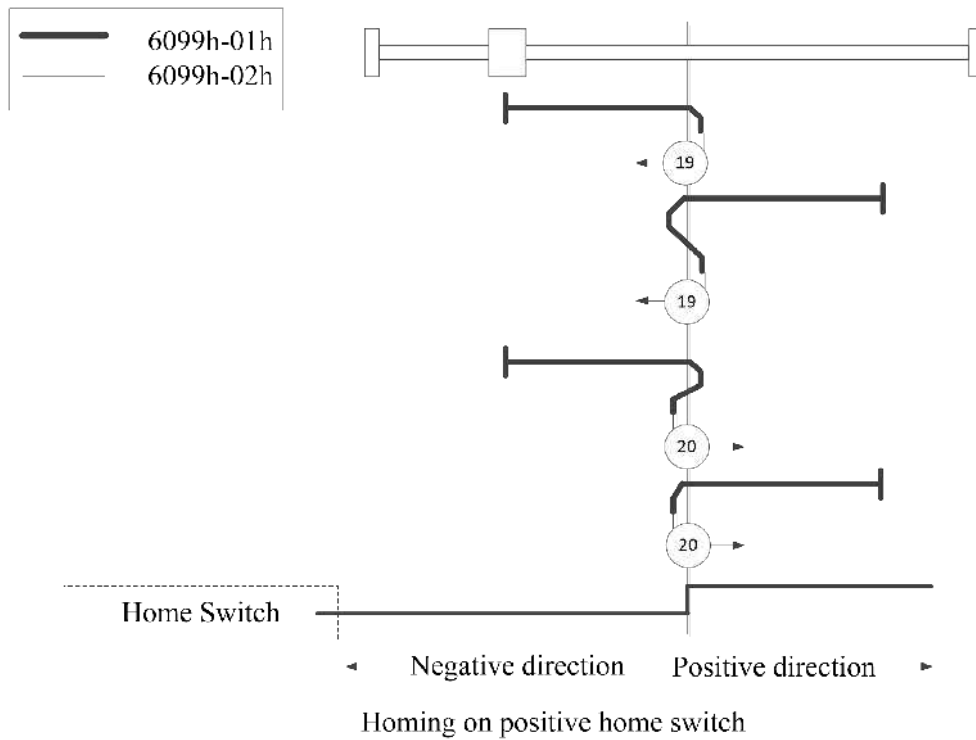 6099h-01h
6099h-02h
19
19
20
20
Home Switch
Negative direction Positive direction
Homing on positive home switch